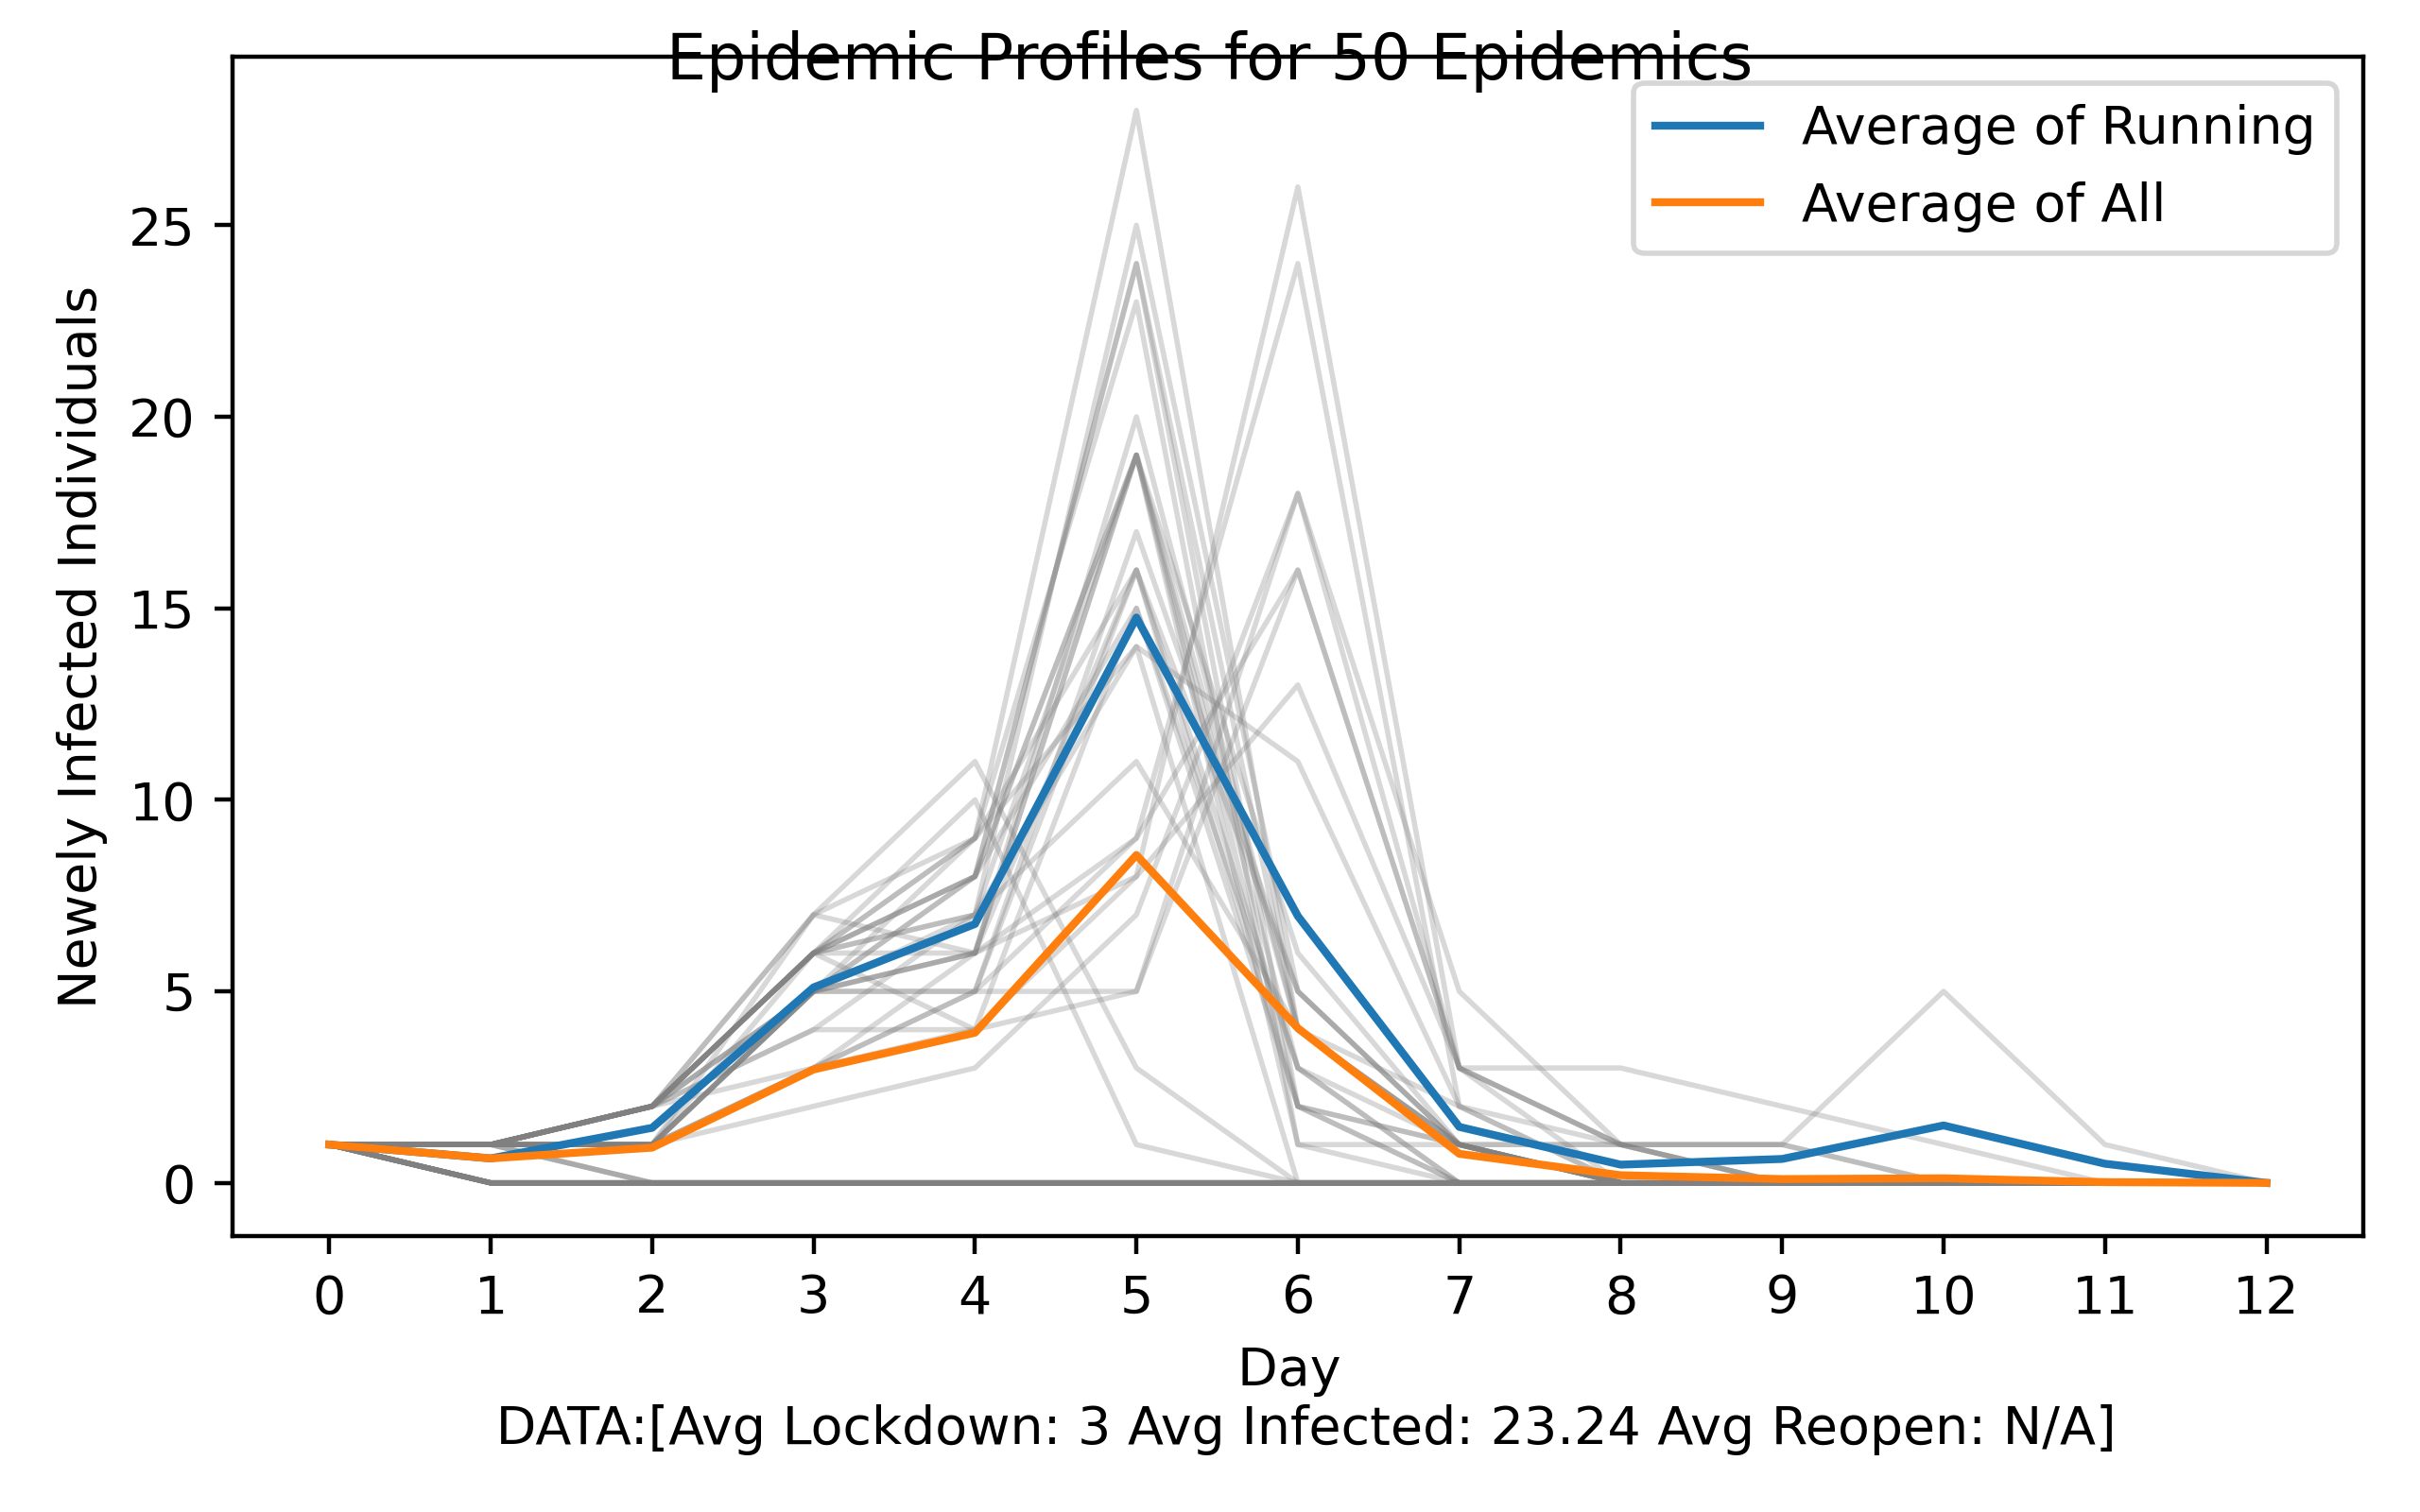 Epidemic Profiles for 50 Epidemics
Average of Running
Average of All
Newely Infected Individuals
25
20
15
10
5
0
0 1 2 3 4 5 6 7 8 9 10 11 12
Day
DATA:[Avg Lockdown: 3 Avg Infected: 23.24 Avg Reopen: N/A]